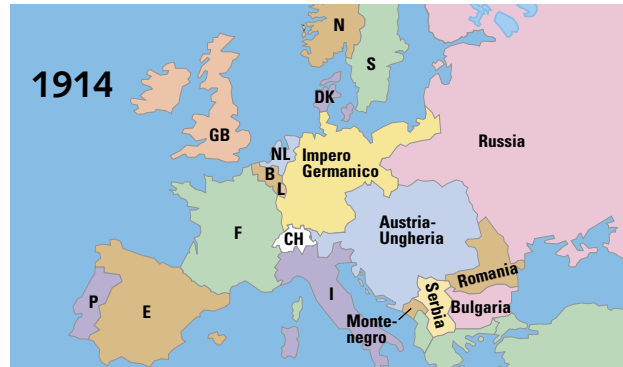 1914
N
S
DK
GB
NL
Impero
Germanico
Russia
B
L
F
CH
Austria-
Ungheria
P
E
I
Romania
Serbia
Bulgaria
Monte-
negro